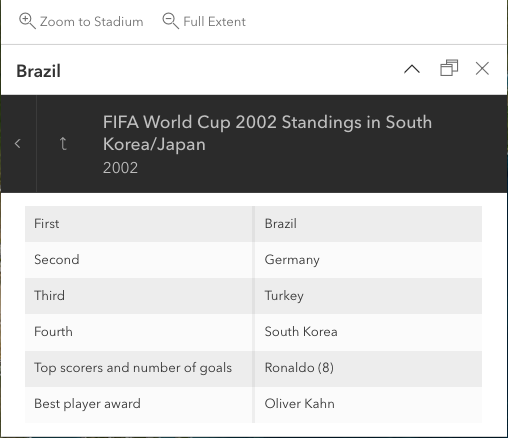 Zoom to Stadium Full Extent
Brazil
FIFA World Cup 2002 Standings in South
Korea/Japan
2002
First Brazil
Second Germany
Third Turkey
Fourth South Korea
Top scorers and number of goals Ronaldo (8)
Best player award Oliver Kahn